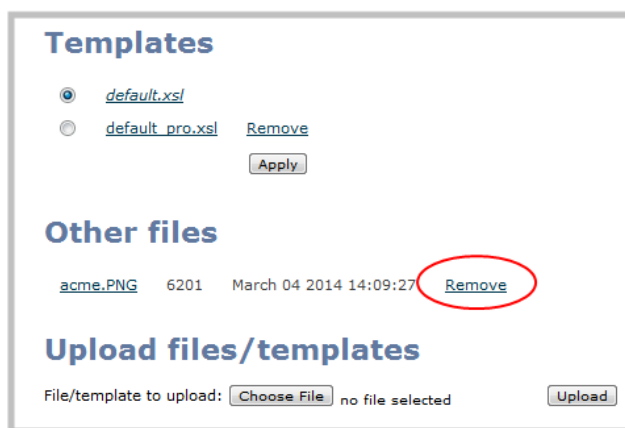 Templates
default.xsl
default_pro.xsl Remove
Apply
Other files
acme.PNG 6201 March 04 2014 14:09:27 Remove
Upload files/templates
File/template to upload: Choose File no file selected Upload